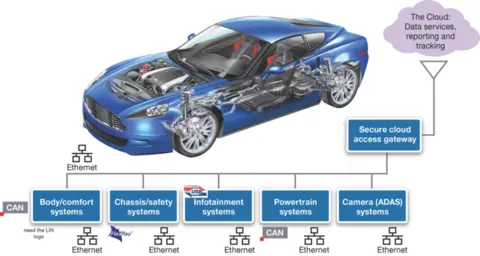 The Cloud:
Data services,
reporting and
tracking
Secure cloud
access gateway
Ethernet
CAN
Body/comfort
systems
Chassis/safety
systems
USB
Infotainment
systems
Powertrain
systems
Camera (ADAS)
systems
need the LIN
logo
Ethernet
FlexRay
Ethernet
Ethernet
CAN
Ethernet
Ethernet